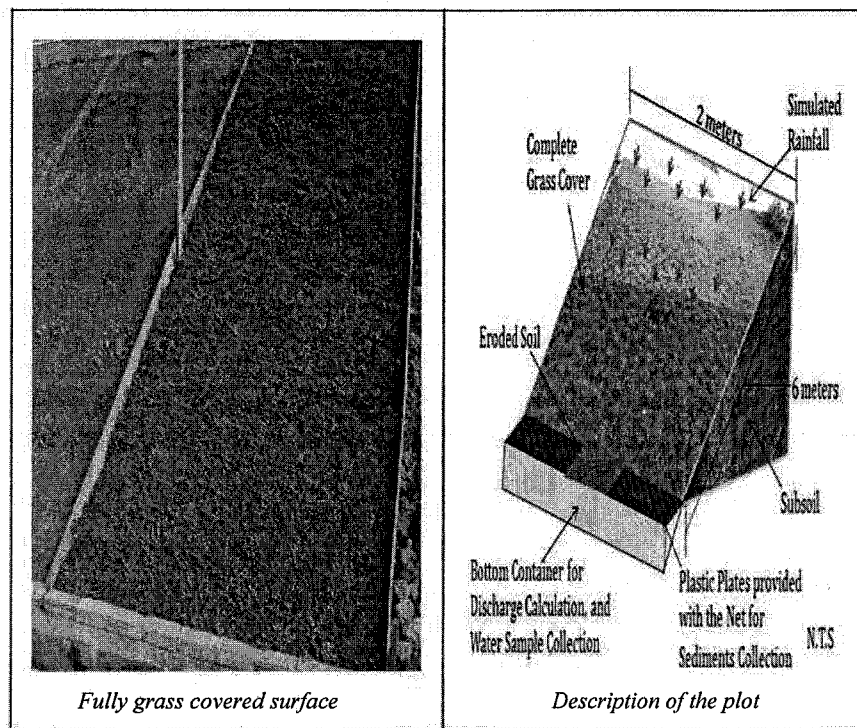 2 meters
Simulated
Rainfall
Complete
Grass Cover
Eroded Soil
6 meters
Subsoil
Bottom Container for
Discharge Calculation, and
Water Sample Collection
Plastic Plates provided
with the Net for
Sediments Collection
N.T.S
Fully grass covered surface
Description of the plot